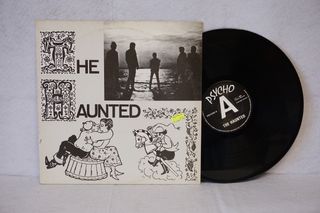 THE
HAUNTED
PSYCHO
A
THE HAUNTED